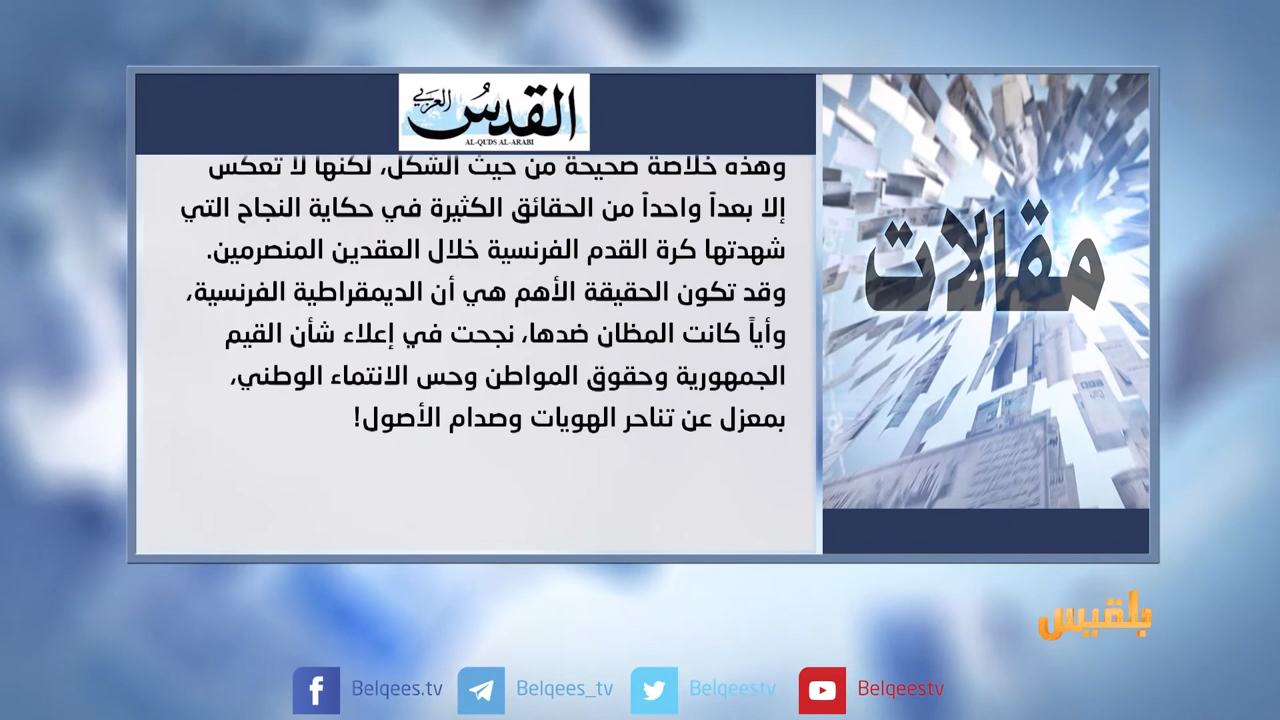 القدس العربي
AL-QUDS AL-ARABI
مقالات
وهذه خلاصة صحيحة من حيث الشكل، لكنها لا تعكس
إلا بعداً واحداً من الحقائق الكثيرة في حكاية النجاح التي
شهدتها كرة القدم الفرنسية خلال العقدين المنصرمين.
وقد تكون الحقيقة الأهم هي أن الديمقراطية الفرنسية،
وأياً كانت المظان ضدها، نجحت في إعلاء شأن القيم
الجمهورية وحقوق المواطن وحس الانتماء الوطني،
بمعزل عن تناحر الهويات وصدام الأصول!
بلقيس
Belqees.tv
Belqees_tv
Belqeestv
Belqeestv